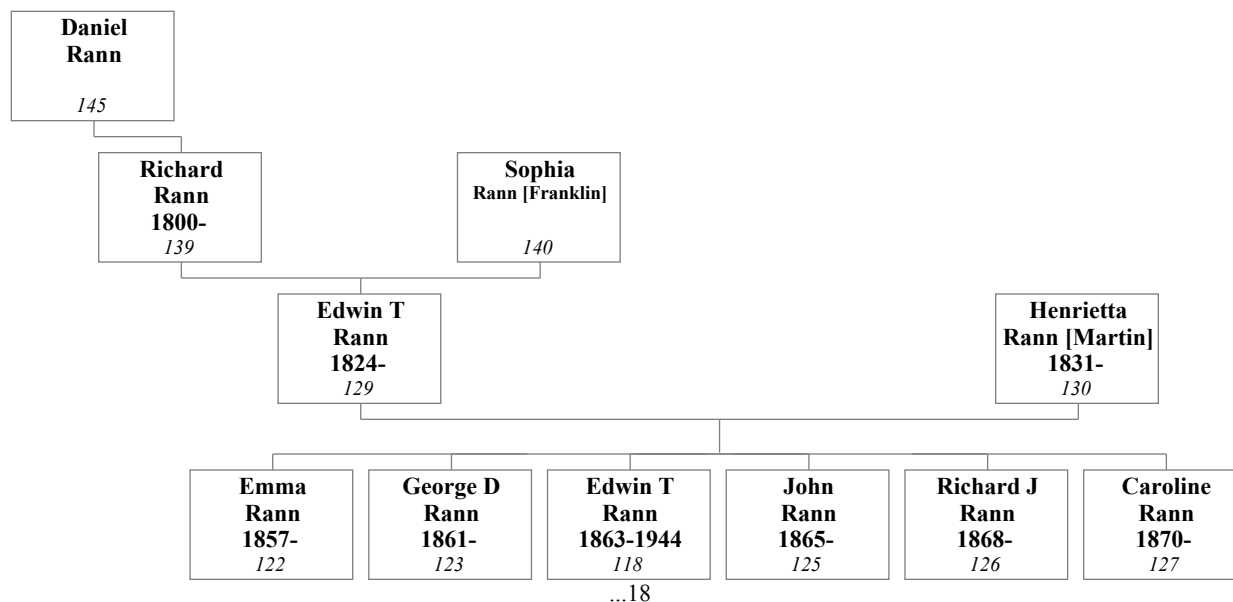 Daniel
Rann
145
Richard
Rann
1800-
139
Sophia
Rann [Franklin]
140
Edwin T
Rann
1824-
129
Henrietta
Rann [Martin]
1831-
130
Emma
Rann
1857-
122
George D
Rann
1861-
123
Edwin T
Rann
1863-1944
118
John
Rann
1865-
125
Richard J
Rann
1868-
126
Caroline
Rann
1870-
127
...18